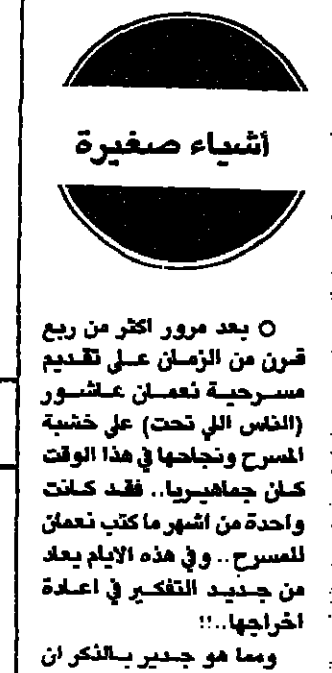 أشياء صغيرة
○ بعد مرور اكثر من ربع
قرن من الزمان على تقديم
مسرحية نعمان عاشور
(الناس اللي تحت) على خشبة
المسرح ونجاحها في هذا الوقت
كان جماهيريا.. فقد كانت
واحدة من اشهر ما كتب نعمان
للمسرح.. وفي هذه الايام يعاد
من جديد التفكير في اعادة
اخراجها..!!
ومما هو جدير بالذكر ان